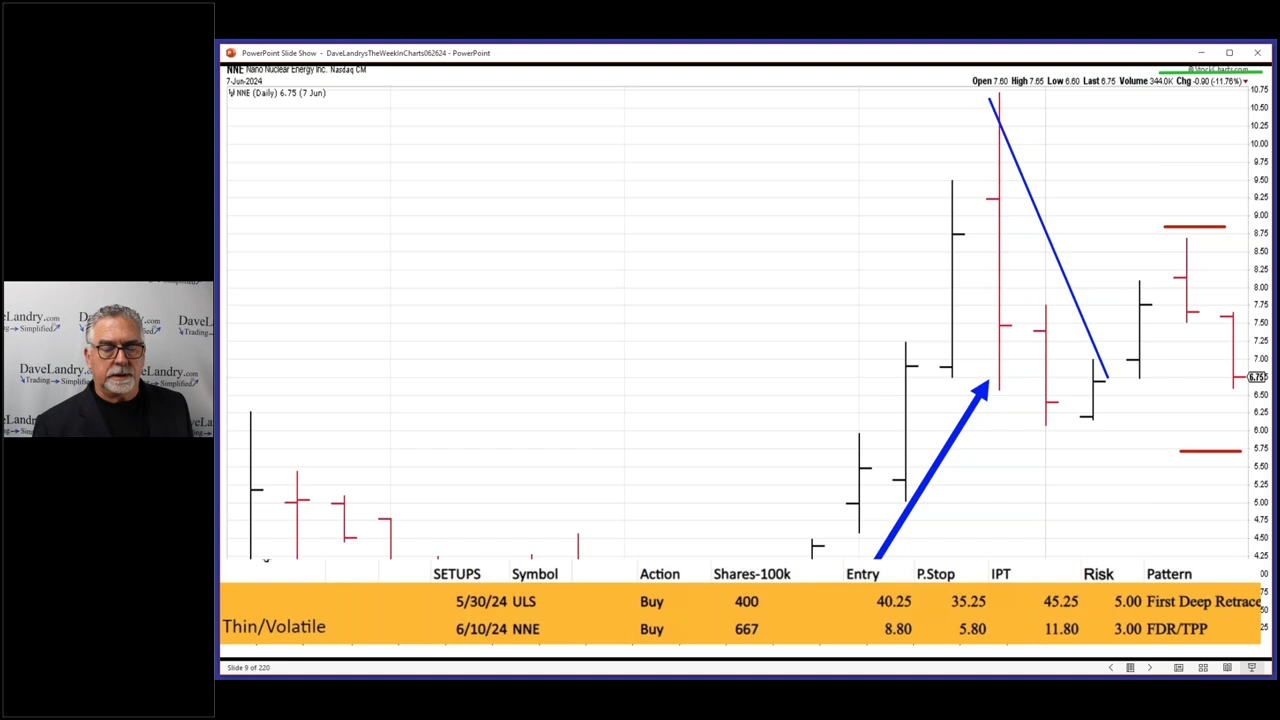 PowerPoint Slide Show - DaveLandrysTheWeekInCharts062624 - PowerPoint
NNE Nano Nuclear Energy Inc. Nasdaq CM
© StockCharts.com
7-Jun-2024
Open 7.60 High 7.65 Low 6.60 Last 6.75 Volume 344.0K Chg -0.90 (-11.76%)
NNE (Daily) 6.75 (7 Jun)
10.75
10.50
10.25
10.00
9.75
9.50
9.25
9.00
8.75
8.50
8.25
8.00
7.75
7.50
7.25
7.00
6.75
6.50
6.25
6.00
5.75
5.50
5.25
5.00
4.75
4.50
4.25
SETUPS Symbol Action Shares-100k Entry P.Stop IPT Risk Pattern
5/30/24 ULS Buy 400 40.25 35.25 45.25 5.00 First Deep Retrace
Thin/Volatile 6/10/24 NNE Buy 667 8.80 5.80 11.80 3.00 FDR/TPP
Slide 9 of 220
eLandry.com
Trading Simplified
DaveLandry.com
Trading Simplified